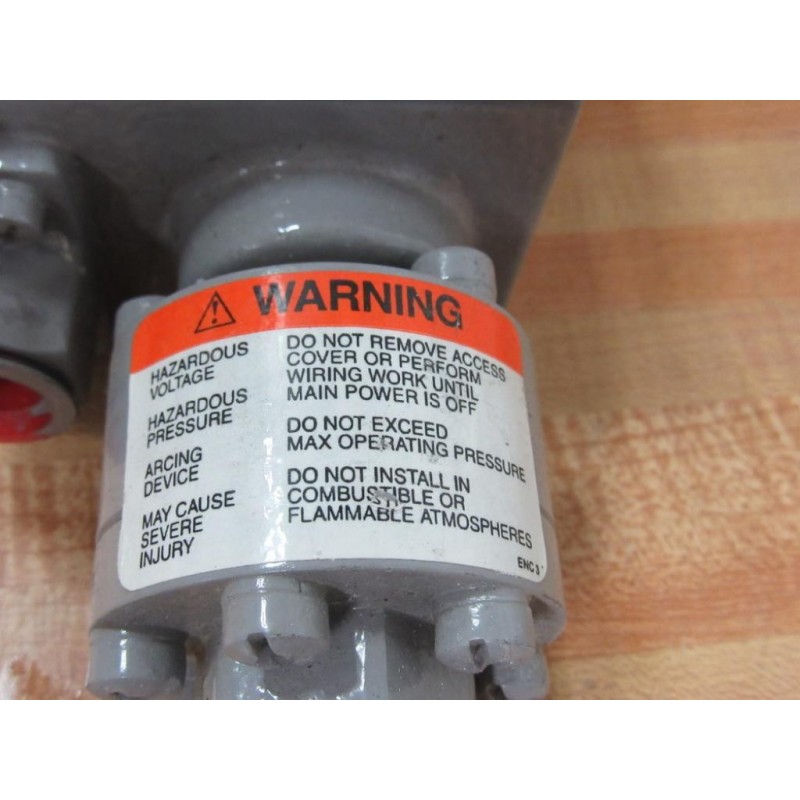 WARNING
HAZARDOUS
VOLTAGE
HAZARDOUS
PRESSURE
ARCING
DEVICE
MAY CAUSE
SEVERE
INJURY
DO NOT REMOVE ACCESS
COVER OR PERFORM
WIRING WORK UNTIL
MAIN POWER IS OFF
DO NOT EXCEED
MAX OPERATING PRESSURE
DO NOT INSTALL IN
COMBUSTIBLE OR
FLAMMABLE ATMOSPHERES
ENC 3